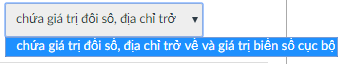 chứa giá trị đối số, địa chỉ trở
chứa giá trị đối số, địa chỉ trở về và giá trị biến số cục bộ